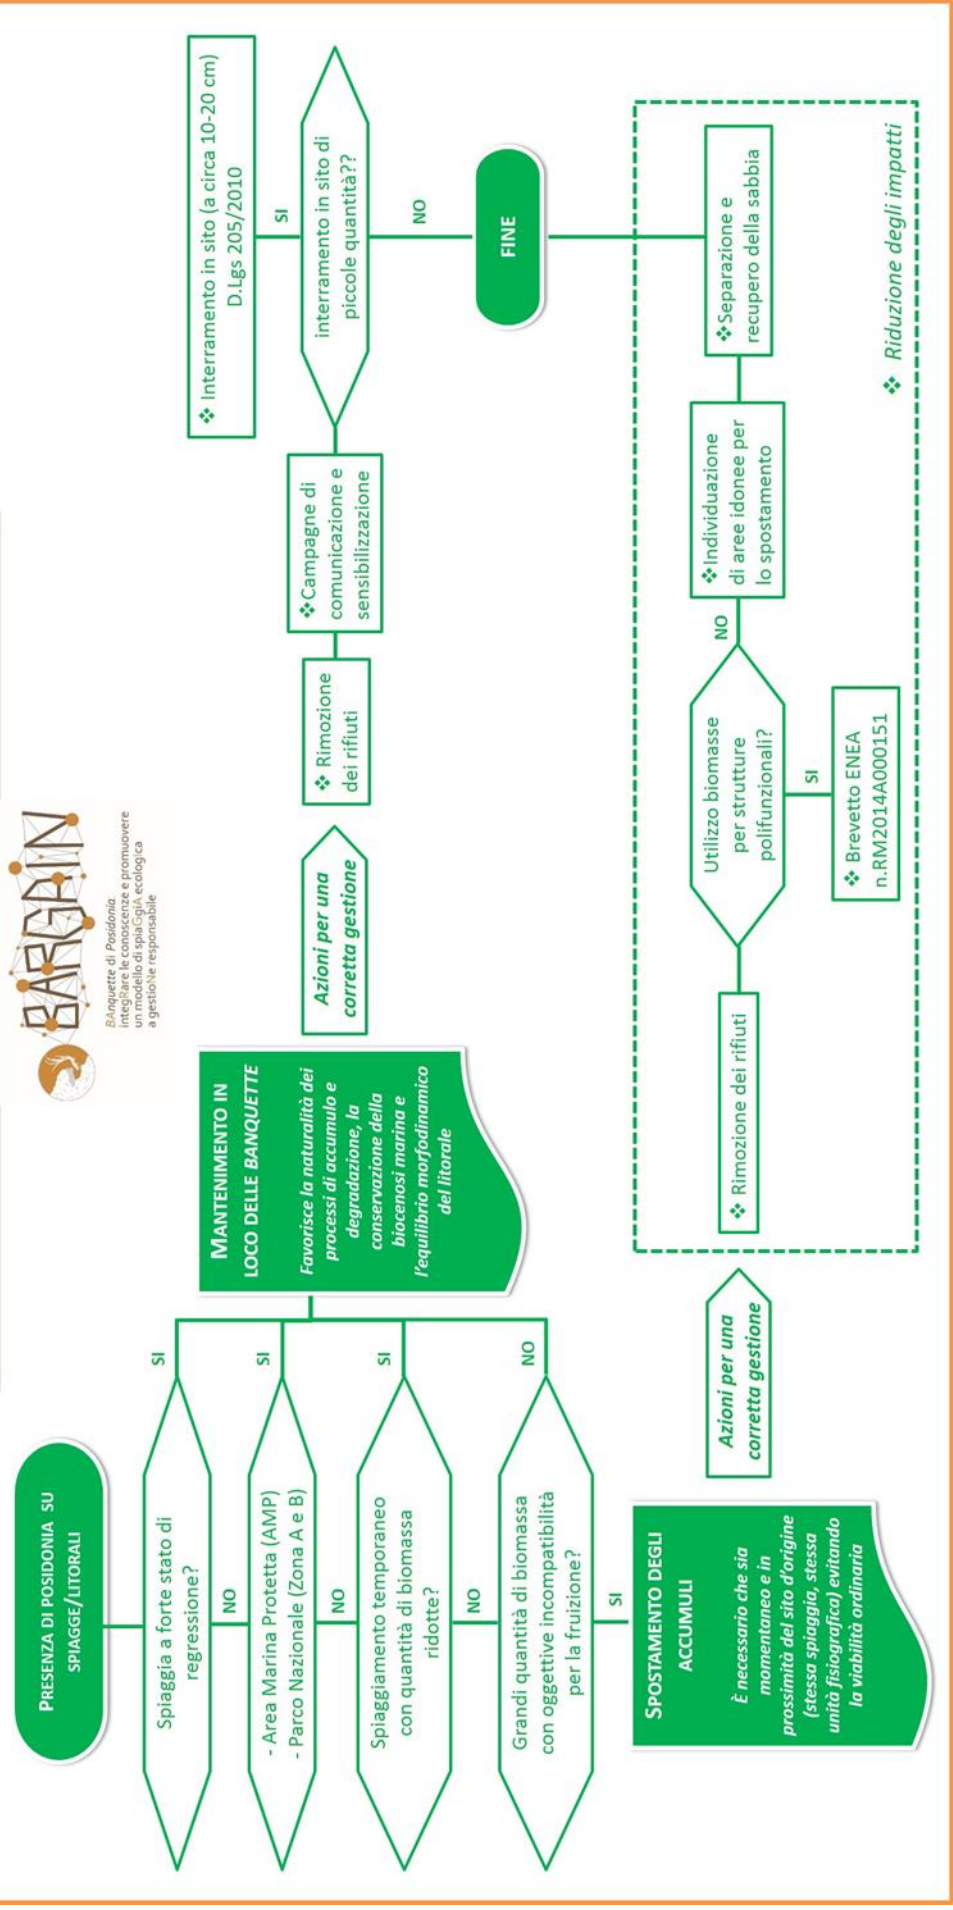 BARGAIN
BAnquette di Posidonia
integRare le conoscenze e promuovere
un modello di spiaGgiA ecologica
a gestioNe responsabile
PRESENZA DI POSIDONIA SU
SPIAGGE/LITORALI
Spiaggia a forte stato di
regressione?
SI
NO
- Area Marina Protetta (AMP)
- Parco Nazionale (Zona A e B)
SI
NO
Spiaggiamento temporaneo
con quantità di biomassa
ridotte?
SI
NO
Grandi quantità di biomassa
con oggettive incompatibilità
per la fruizione?
NO
SI
MANTENIMENTO IN
LOCO DELLE BANQUETTE
Favorisce la naturalità dei
processi di accumulo e
degradazione, la
conservazione della
biocenosi marina e
l'equilibrio morfodinamico
del litorale
Azioni per una
corretta gestione
❖ Rimozione
dei rifiuti
❖Campagne di
comunicazione e
sensibilizzazione
interramento in sito di
piccole quantità??
SI
❖ Interramento in sito (a circa 10-20 cm)
D.Lgs 205/2010
NO
FINE
SPOSTAMENTO DEGLI
ACCUMULI
È necessario che sia
momentaneo e in
prossimità del sito d'origine
(stessa spiaggia, stessa
unità fisiografica) evitando
la viabilità ordinaria
Azioni per una
corretta gestione
❖ Rimozione dei rifiuti
Utilizzo biomasse
per strutture
polifunzionali?
SI
❖ Brevetto ENEA
n.RM2014A000151
NO
❖Individuazione
di aree idonee per
lo spostamento
❖Separazione e
recupero della sabbia
❖ Riduzione degli impatti